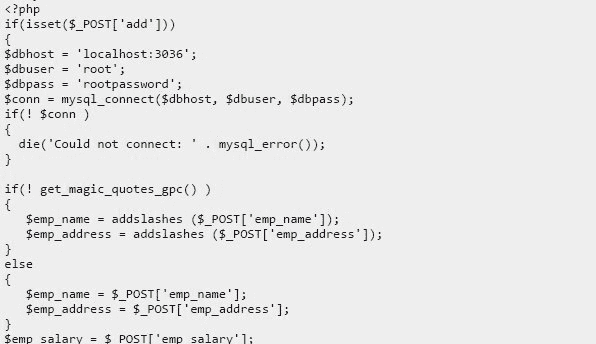 <?php
if(isset($_POST['add']))
{
$dbhost = 'localhost:3036';
$dbuser = 'root';
$dbpass = 'rootpassword';
$conn = mysql_connect($dbhost, $dbuser, $dbpass);
if(! $conn )
{
  die('Could not connect: ' . mysql_error());
}

if(! get_magic_quotes_gpc() )
{
   $emp_name = addslashes ($_POST['emp_name']);
   $emp_address = addslashes ($_POST['emp_address']);
}
else
{
   $emp_name = $_POST['emp_name'];
   $emp_address = $_POST['emp_address'];
}
$emp_salary = $_POST['emp_salary'];